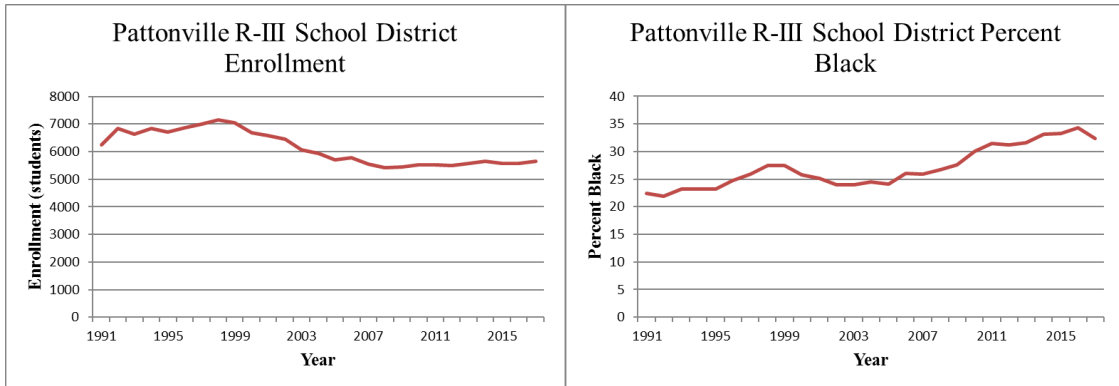 Pattonville R-III School District
Enrollment
8000
7000
6000
5000
4000
3000
2000
1000
0
Enrollment (students)
1991 1995 1999 2003 2007 2011 2015
Year
Pattonville R-III School District Percent
Black
40
35
30
25
20
15
10
5
0
Percent Black
1991 1995 1999 2003 2007 2011 2015
Year